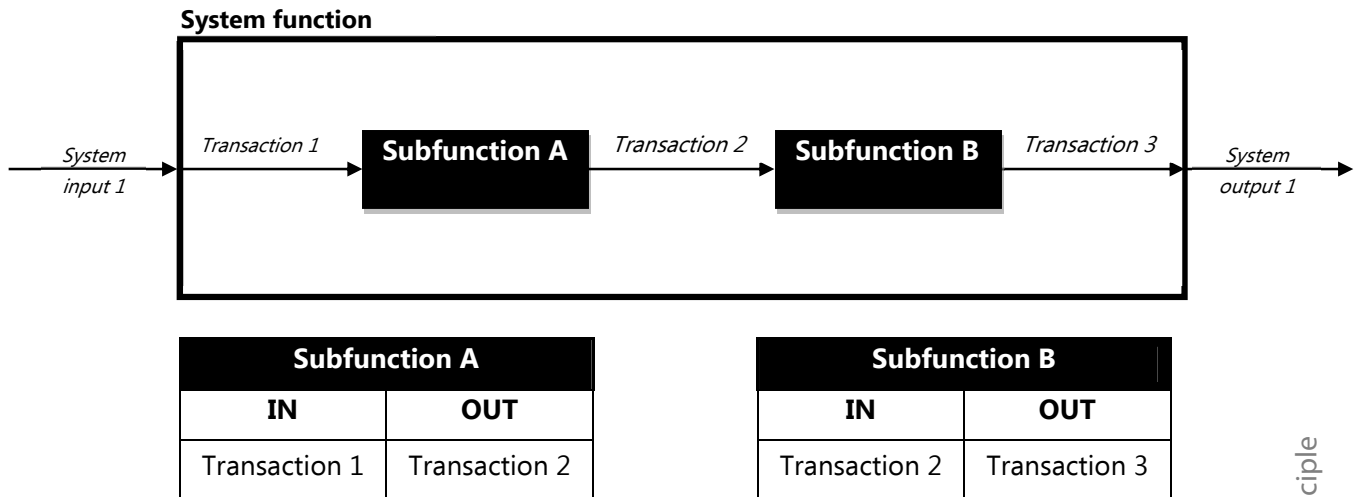 System function
System
input 1
Transaction 1
Subfunction A
Transaction 2
Subfunction B
Transaction 3
System
output 1
Subfunction A
IN OUT
Transaction 1 Transaction 2
Subfunction B
IN OUT
Transaction 2 Transaction 3
ciple